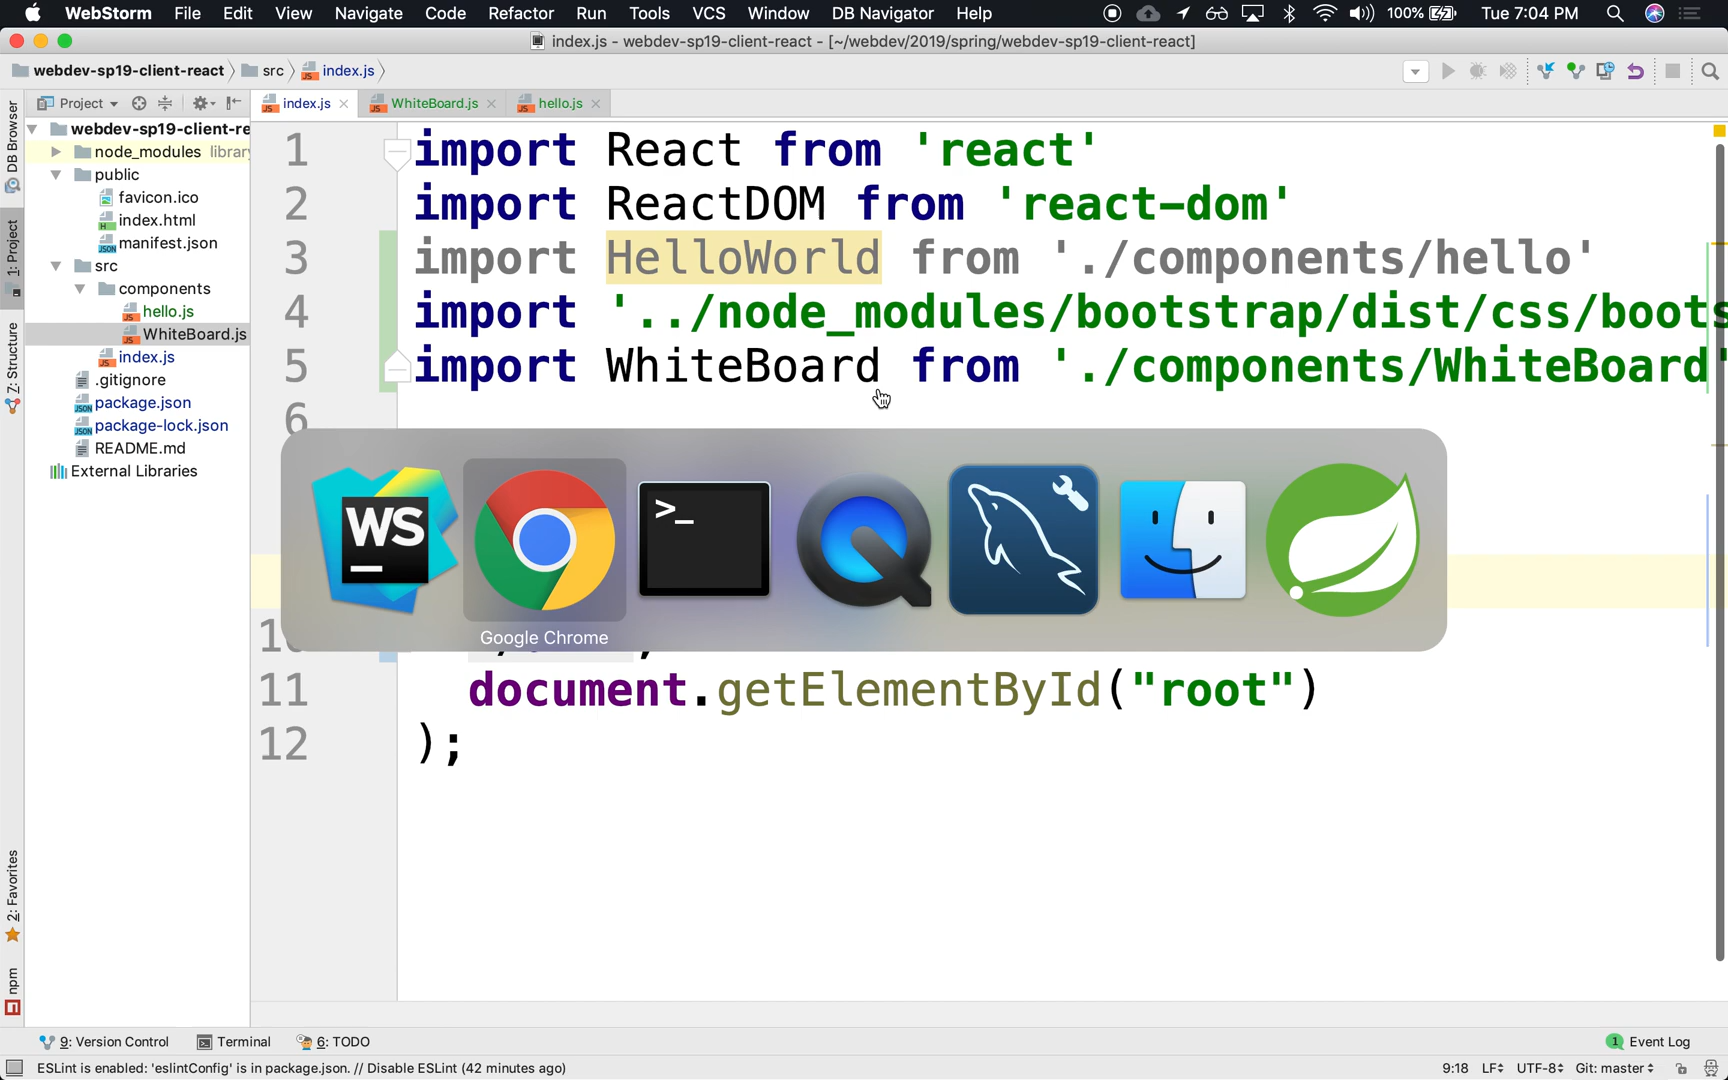 WebStorm File Edit View Navigate Code Refactor Run Tools VCS Window DB Navigator Help 100% Tue 7:04 PM
index.js - webdev-sp19-client-react - [~/webdev/2019/spring/webdev-sp19-client-react]
webdev-sp19-client-react src index.js
Project index.js WhiteBoard.js hello.js
DB Browser
1: Project
Z: Structure
2: Favorites
npm
webdev-sp19-client-re
node_modules library
public
favicon.ico
index.html
manifest.json
src
components
hello.js
WhiteBoard.js
index.js
.gitignore
package.json
package-lock.json
README.md
External Libraries
1 import React from 'react'
2 import ReactDOM from 'react-dom'
3 import HelloWorld from './components/hello'
4 import '../node_modules/bootstrap/dist/css/boots
5 import WhiteBoard from './components/WhiteBoard'
6
WS
>_
Google Chrome
11 document.getElementById("root")
12 );
9: Version Control Terminal 6: TODO 1 Event Log
ESLint is enabled: 'eslintConfig' is in package.json. // Disable ESLint (42 minutes ago) 9:18 LF UTF-8 Git: master